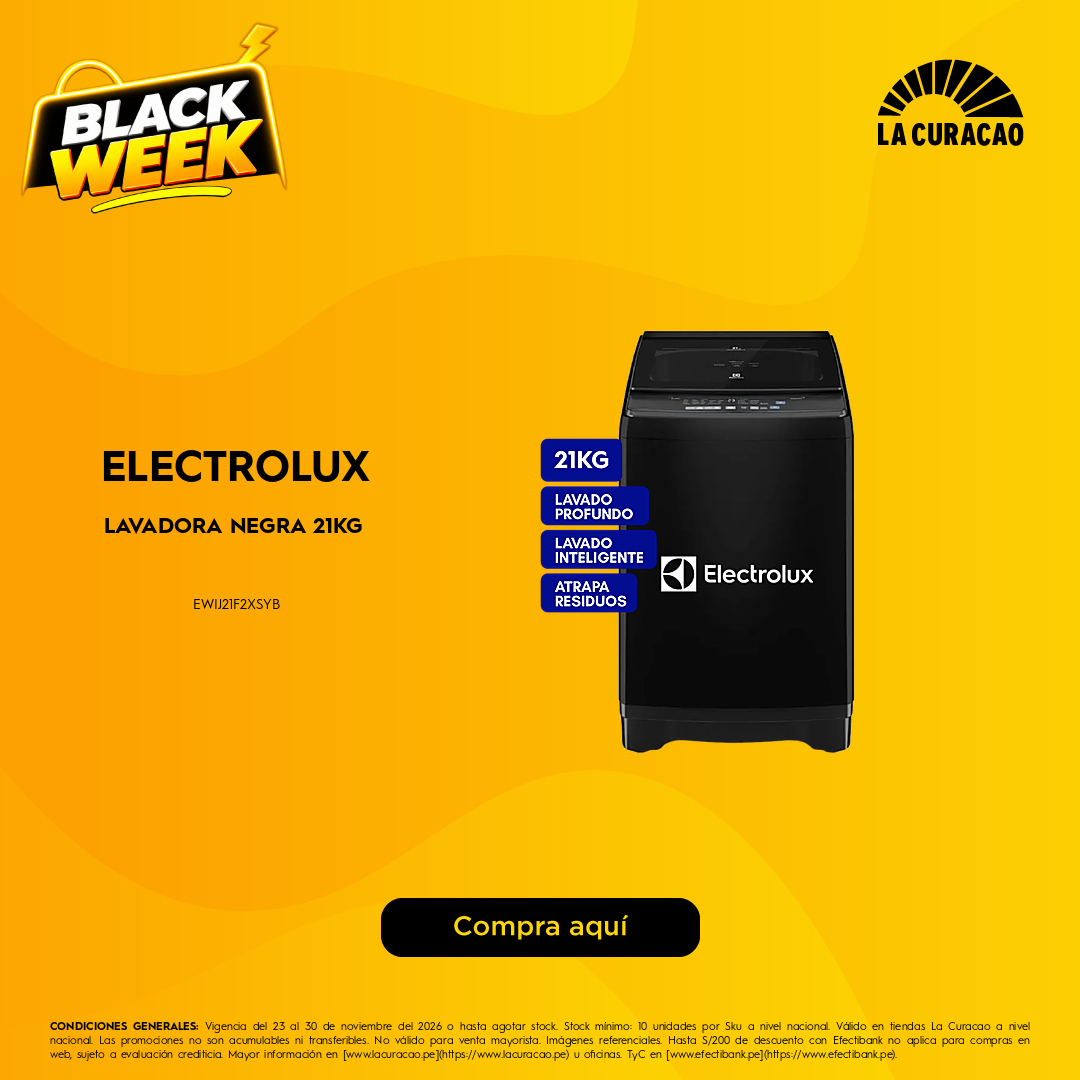 BLACK
WEEK
LA CURACAO
ELECTROLUX
LAVADORA NEGRA 21KG
EWIJ21F2XSYB
21KG
LAVADO
PROFUNDO
LAVADO
INTELIGENTE
ATRAPA
RESIDUOS
Electrolux
Compra aquí
CONDICIONES GENERALES: Vigencia del 23 al 30 de noviembre del 2026 o hasta agotar stock. Stock mínimo: 10 unidades por Sku a nivel nacional. Válido en tiendas La Curacao a nivel
nacional. Las promociones no son acumulables ni transferibles. No válido para venta mayorista. Imágenes referenciales. Hasta S/200 de descuento con Efectibank no aplica para compras en
web, sujeto a evaluación crediticia. Mayor información en [www.lacuracao.pe](https://www.lacuracao.pe) u oficinas. TyC en [www.efectibank.pe](https://www.efectibank.pe).